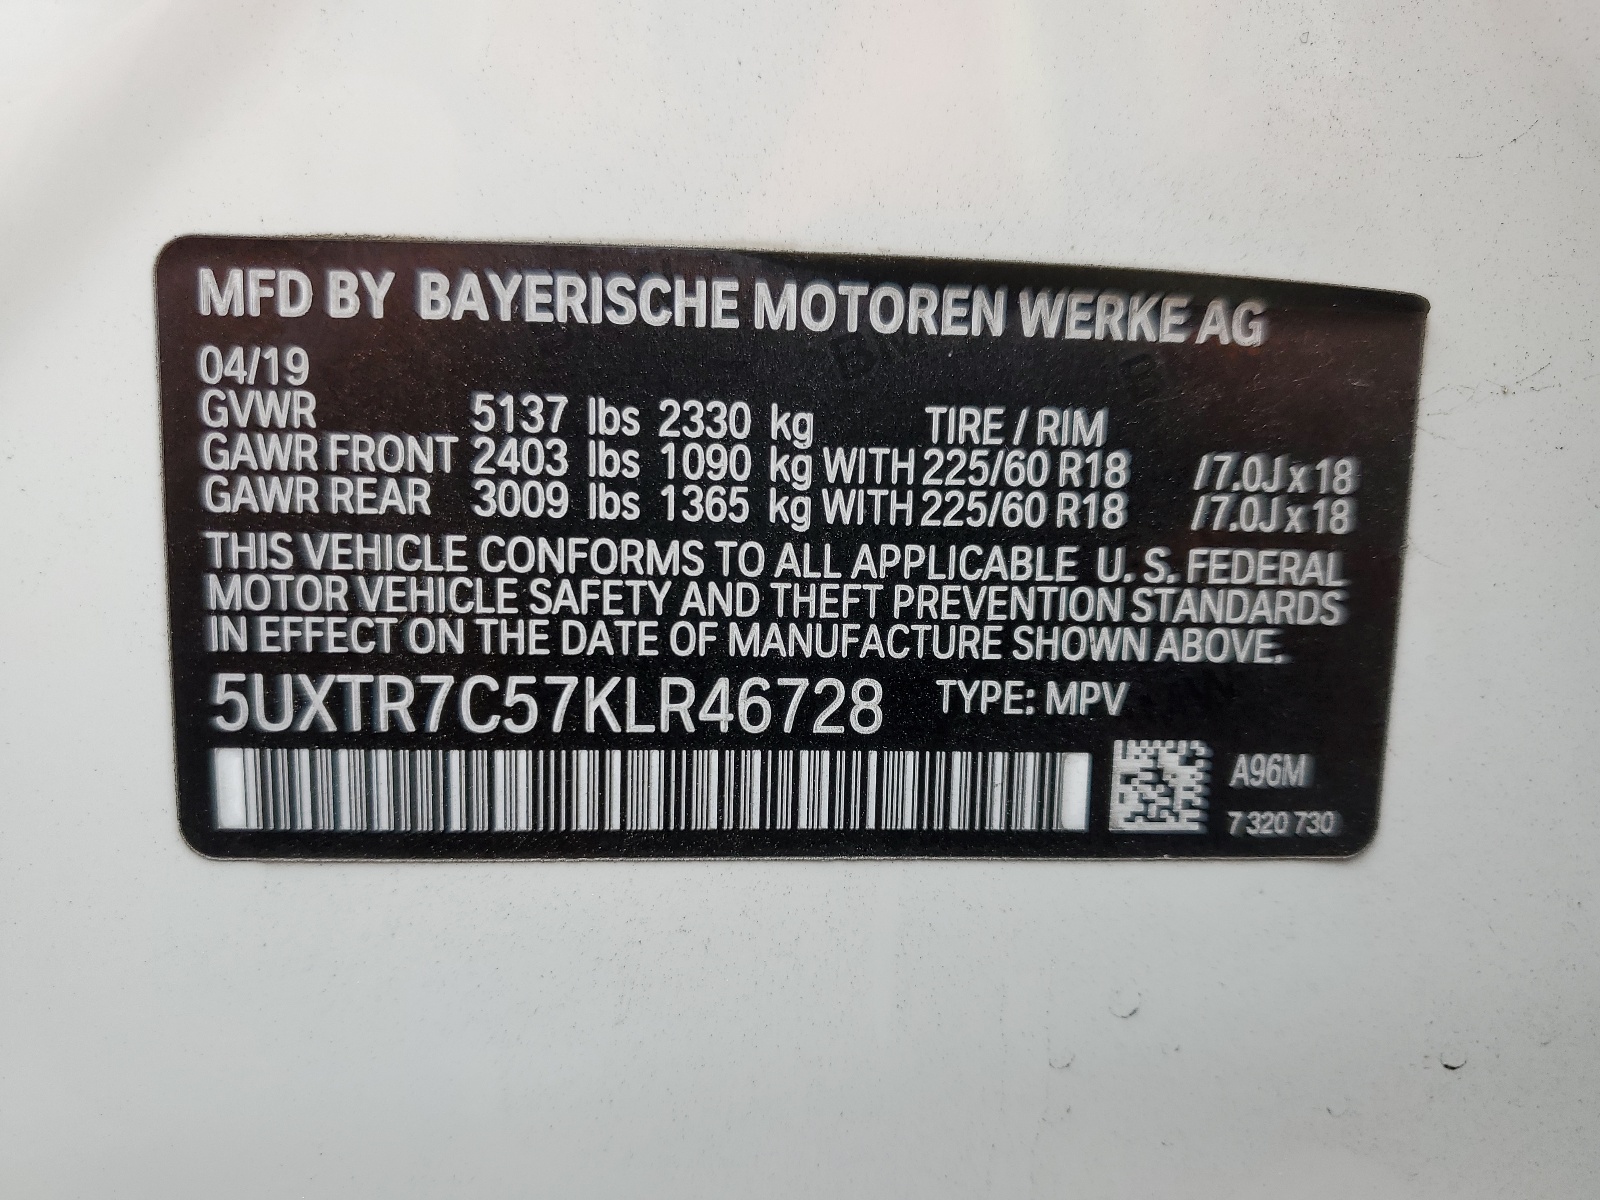 MFD BY BAYERISCHE MOTOREN WERKE AG
04/19
GVWR 5137 lbs 2330 kg TIRE / RIM
GAWR FRONT 2403 lbs 1090 kg WITH 225/60 R18 /7.0J x 18
GAWR REAR 3009 lbs 1365 kg WITH 225/60 R18 /7.0J x 18
THIS VEHICLE CONFORMS TO ALL APPLICABLE U. S. FEDERAL
MOTOR VEHICLE SAFETY AND THEFT PREVENTION STANDARDS
IN EFFECT ON THE DATE OF MANUFACTURE SHOWN ABOVE.
5UXTR7C57KLR46728 TYPE: MPV
A96M
7 320 730